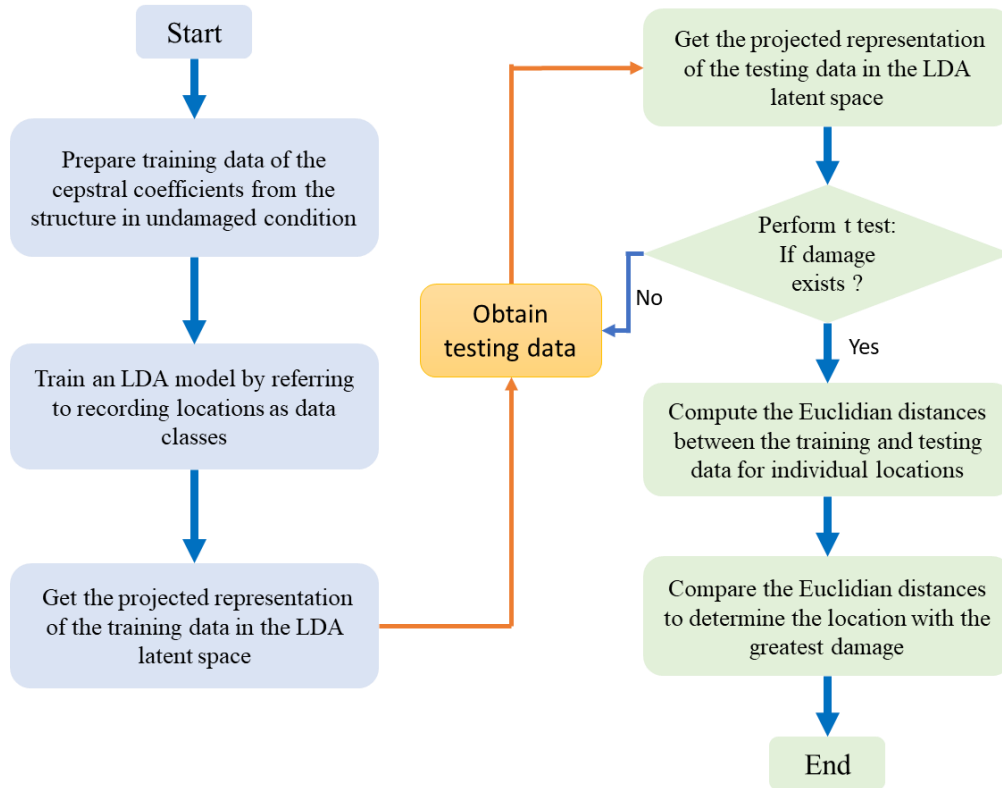 Start
Prepare training data of the
cepstral coefficients from the
structure in undamaged condition
Train an LDA model by referring
to recording locations as data
classes
Get the projected representation
of the training data in the LDA
latent space
Obtain
testing data
Get the projected representation
of the testing data in the LDA
latent space
Perform t test:
If damage
exists ?
No
Yes
Compute the Euclidian distances
between the training and testing
data for individual locations
Compare the Euclidian distances
to determine the location with the
greatest damage
End